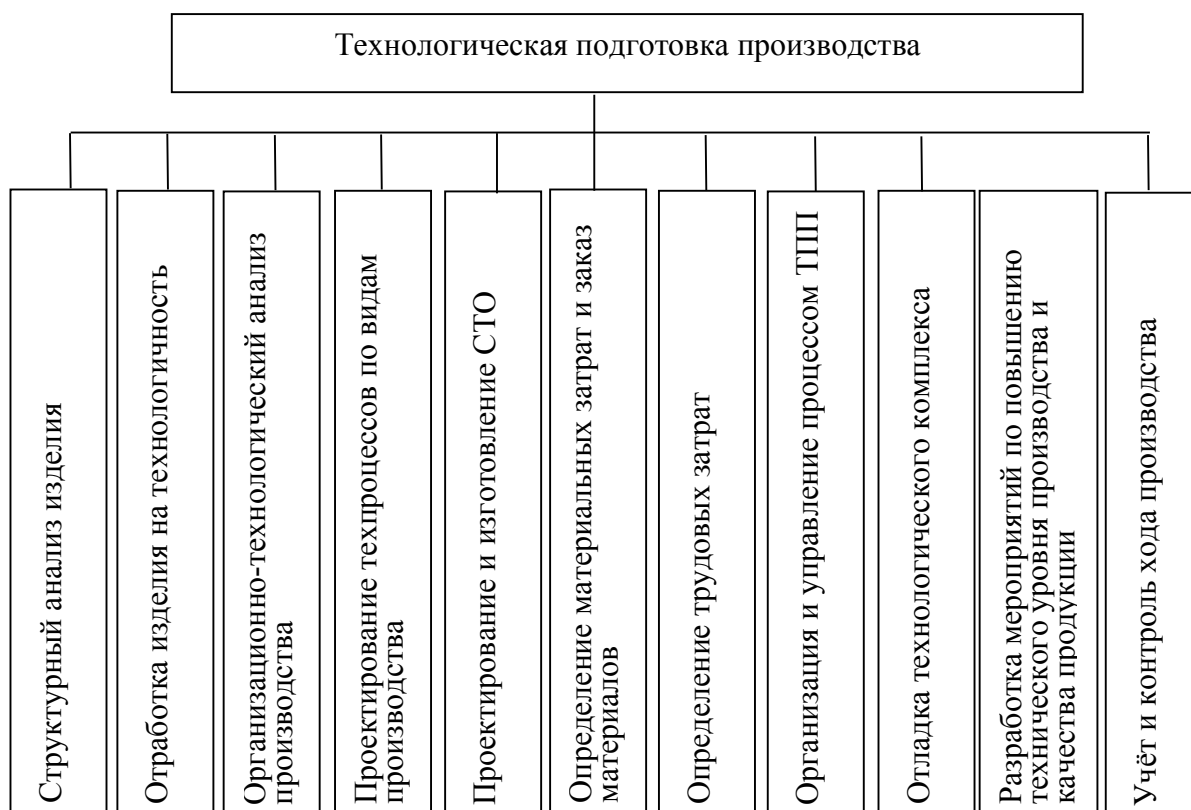 Технологическая подготовка производства
Структурный анализ изделия
Отработка изделия на технологичность
Организационно-технологический анализ
производства
Проектирование техпроцессов по видам
производства
Проектирование и изготовление СТО
Определение материальных затрат и заказ
материалов
Определение трудовых затрат
Организация и управление процессом ТПП
Отладка технологического комплекса
Разработка мероприятий по повышению
технического уровня производства и
качества продукции
Учёт и контроль хода производства